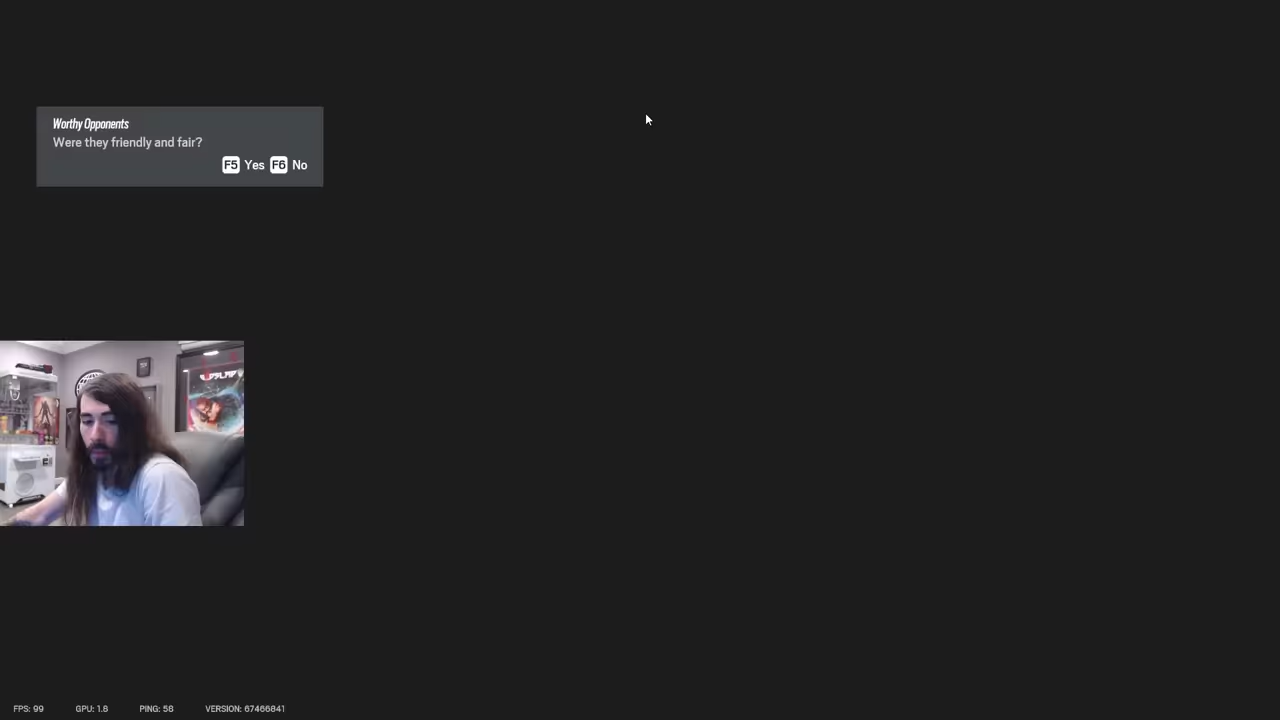 Worthy Opponents
Were they friendly and fair?
F5 Yes F6 No
FPS: 99 GPU: 1.8 PING: 58 VERSION: 67466841